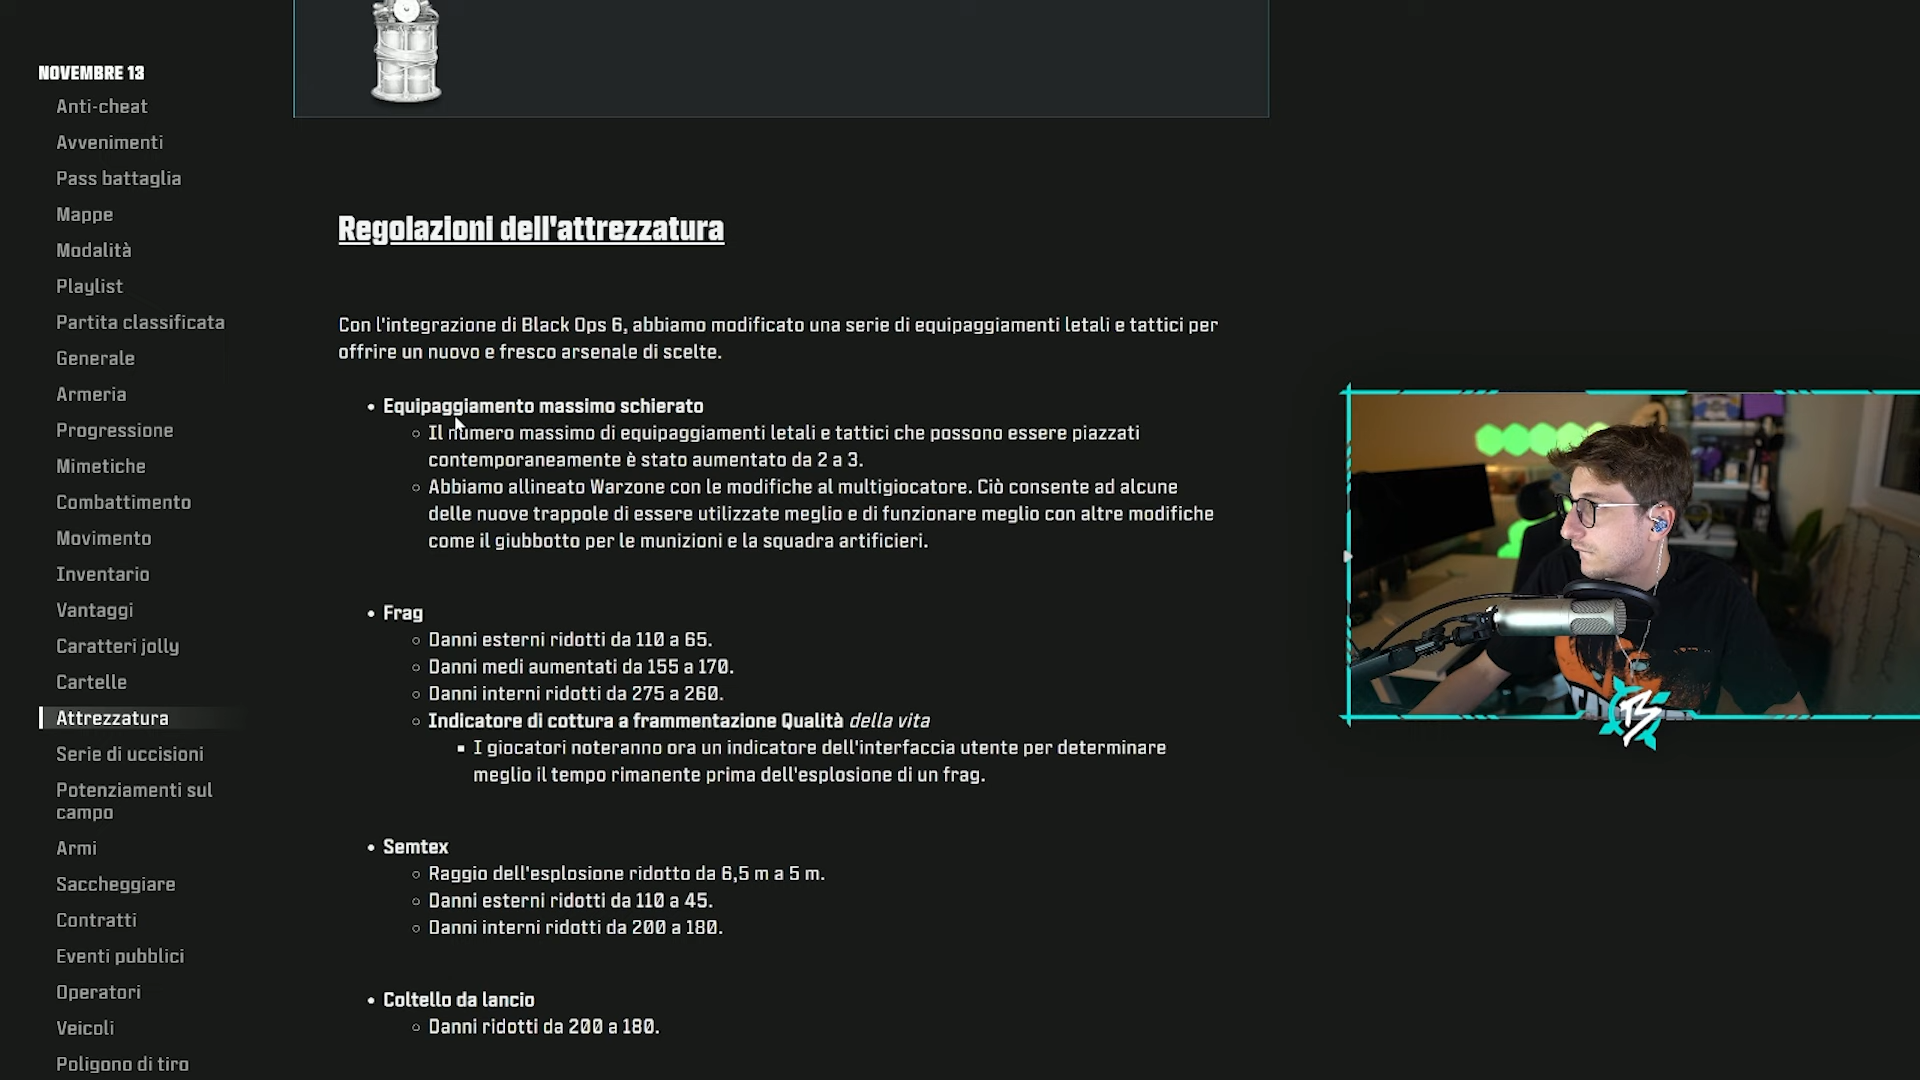 NOVEMBRE 13
Anti-cheat
Avvenimenti
Pass battaglia
Mappe
Modalità
Playlist
Partita classificata
Generale
Armeria
Progressione
Mimetiche
Combattimento
Movimento
Inventario
Vantaggi
Caratteri jolly
Cartelle
Attrezzatura
Serie di uccisioni
Potenziamenti sul
campo
Armi
Saccheggiare
Contratti
Eventi pubblici
Operatori
Veicoli
Poligono di tiro
Regolazioni dell'attrezzatura
Con l'integrazione di Black Ops 6, abbiamo modificato una serie di equipaggiamenti letali e tattici per
offrire un nuovo e fresco arsenale di scelte.
• Equipaggiamento massimo schierato
○ Il numero massimo di equipaggiamenti letali e tattici che possono essere piazzati
contemporaneamente è stato aumentato da 2 a 3.
○ Abbiamo allineato Warzone con le modifiche al multigiocatore. Ciò consente ad alcune
delle nuove trappole di essere utilizzate meglio e di funzionare meglio con altre modifiche
come il giubbotto per le munizioni e la squadra artificieri.
• Frag
○ Danni esterni ridotti da 110 a 65.
○ Danni medi aumentati da 155 a 170.
○ Danni interni ridotti da 275 a 260.
○ Indicatore di cottura a frammentazione Qualità della vita
▪ I giocatori noteranno ora un indicatore dell'interfaccia utente per determinare
meglio il tempo rimanente prima dell'esplosione di un frag.
• Semtex
○ Raggio dell'esplosione ridotto da 6,5 m a 5 m.
○ Danni esterni ridotti da 110 a 45.
○ Danni interni ridotti da 200 a 180.
• Coltello da lancio
○ Danni ridotti da 200 a 180.